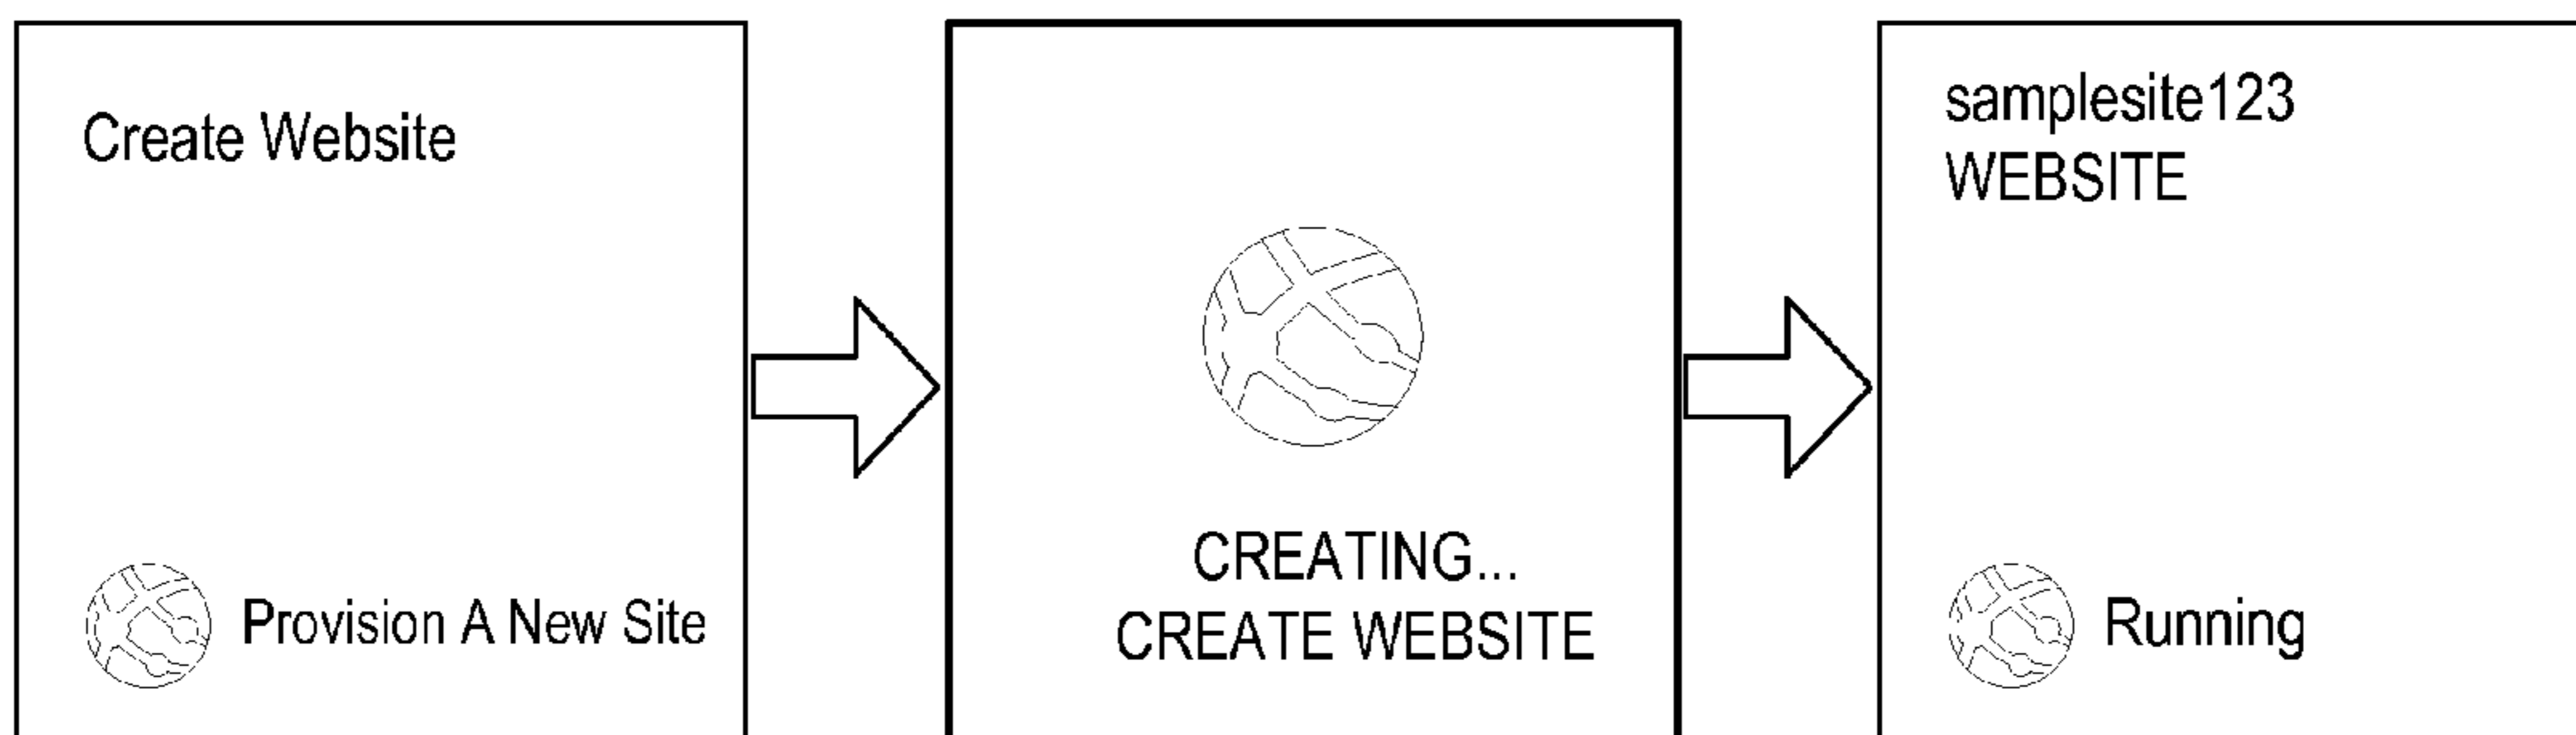 Create Website
Provision A New Site
CREATING...
CREATE WEBSITE
samplesite123
WEBSITE
Running